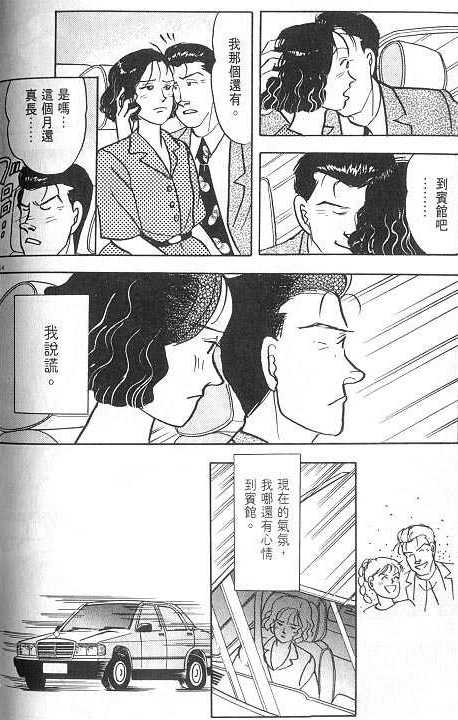 到賓館吧
………
我那個還有。
是嗎…
這個月還
真長……
我說謊。
現在的氣氛，
我哪還有心情
到賓館。